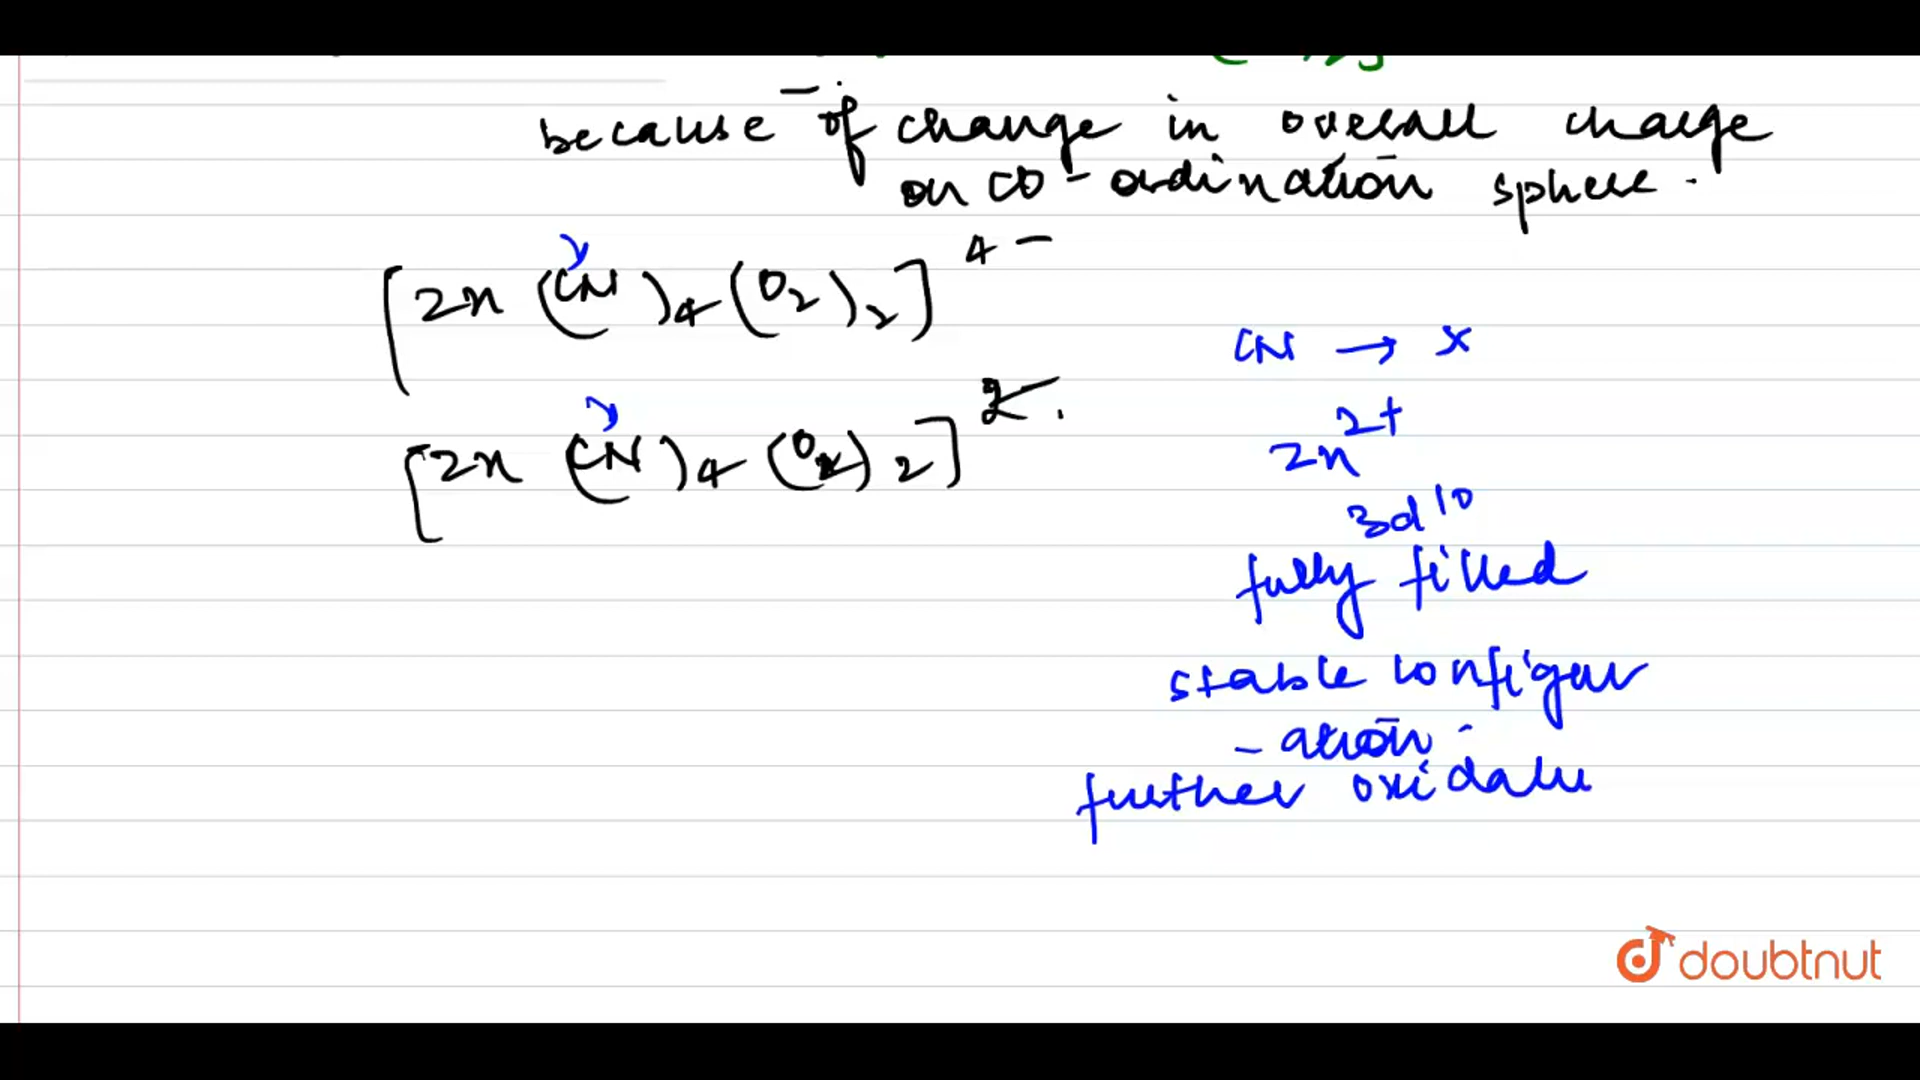 because of change in overall charge
on co-ordination sphere.
[Zn (CN)4 (O2)2]4-
[Zn (CN)4 (O2)2]2-.
CN → x
Zn2+
3d10
fully filled
stable configur
- ation.
further oxidatu
doubtnut